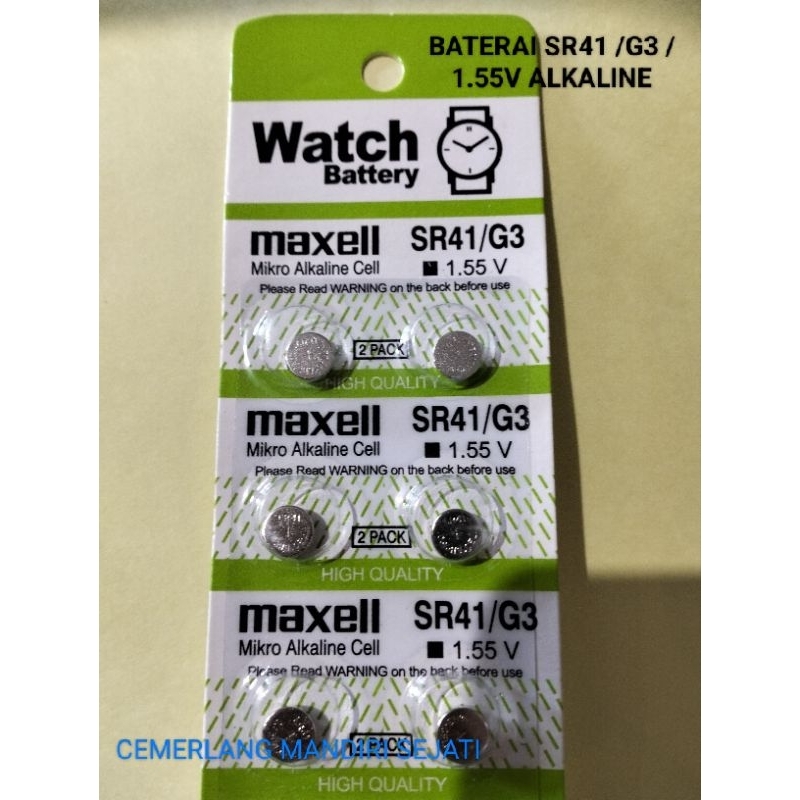 BATERAI SR41 /G3 /
1.55V ALKALINE
Watch
Battery
maxell SR41/G3
Mikro Alkaline Cell ■ 1.55 V
Please Read WARNING on the back before use
2 PACK
HIGH QUALITY
maxell SR41/G3
Mikro Alkaline Cell ■ 1.55 V
Please Read WARNING on the back before use
2 PACK
HIGH QUALITY
maxell SR41/G3
Mikro Alkaline Cell ■ 1.55 V
Please Read WARNING on the back before use
2 PACK
CEMERLANG MANDIRI SEJATI
HIGH QUALITY